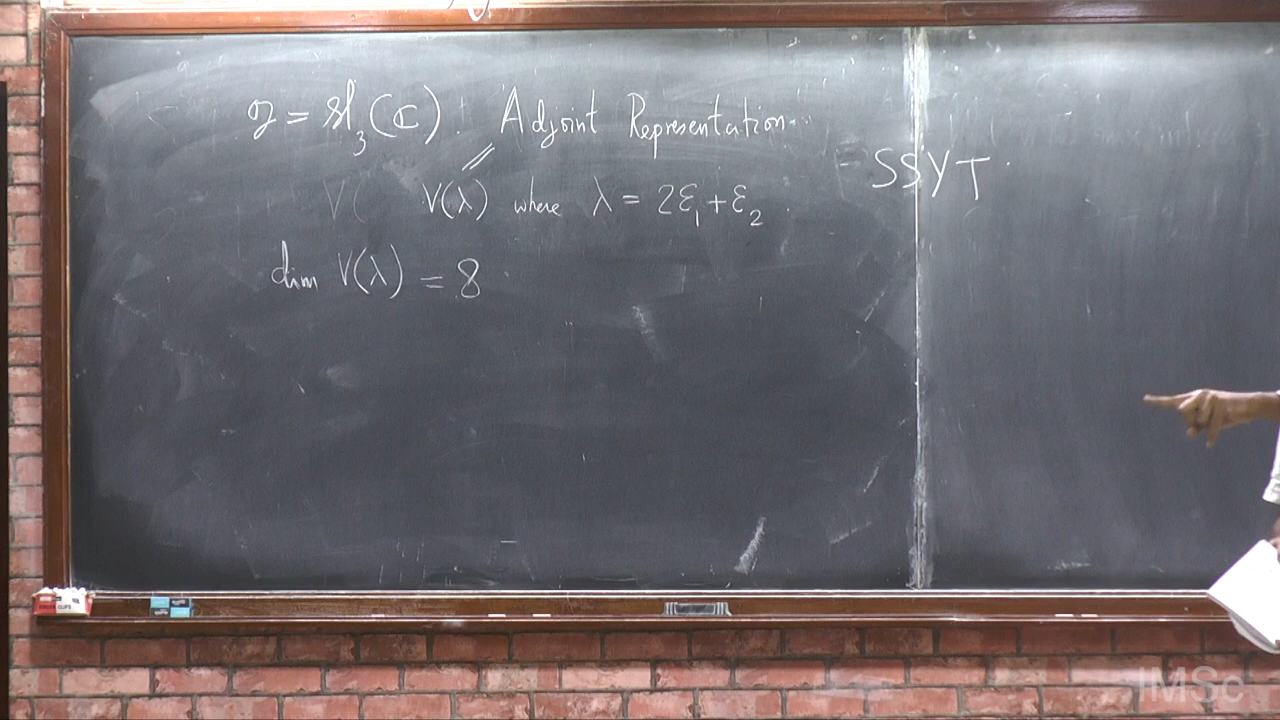 𝔤 = sl₃(ℂ). Adjoint Representation...
V( V(λ) where λ = 2ε₁+ε₂.
- SSYT.
dim V(λ) = 8
IMSc